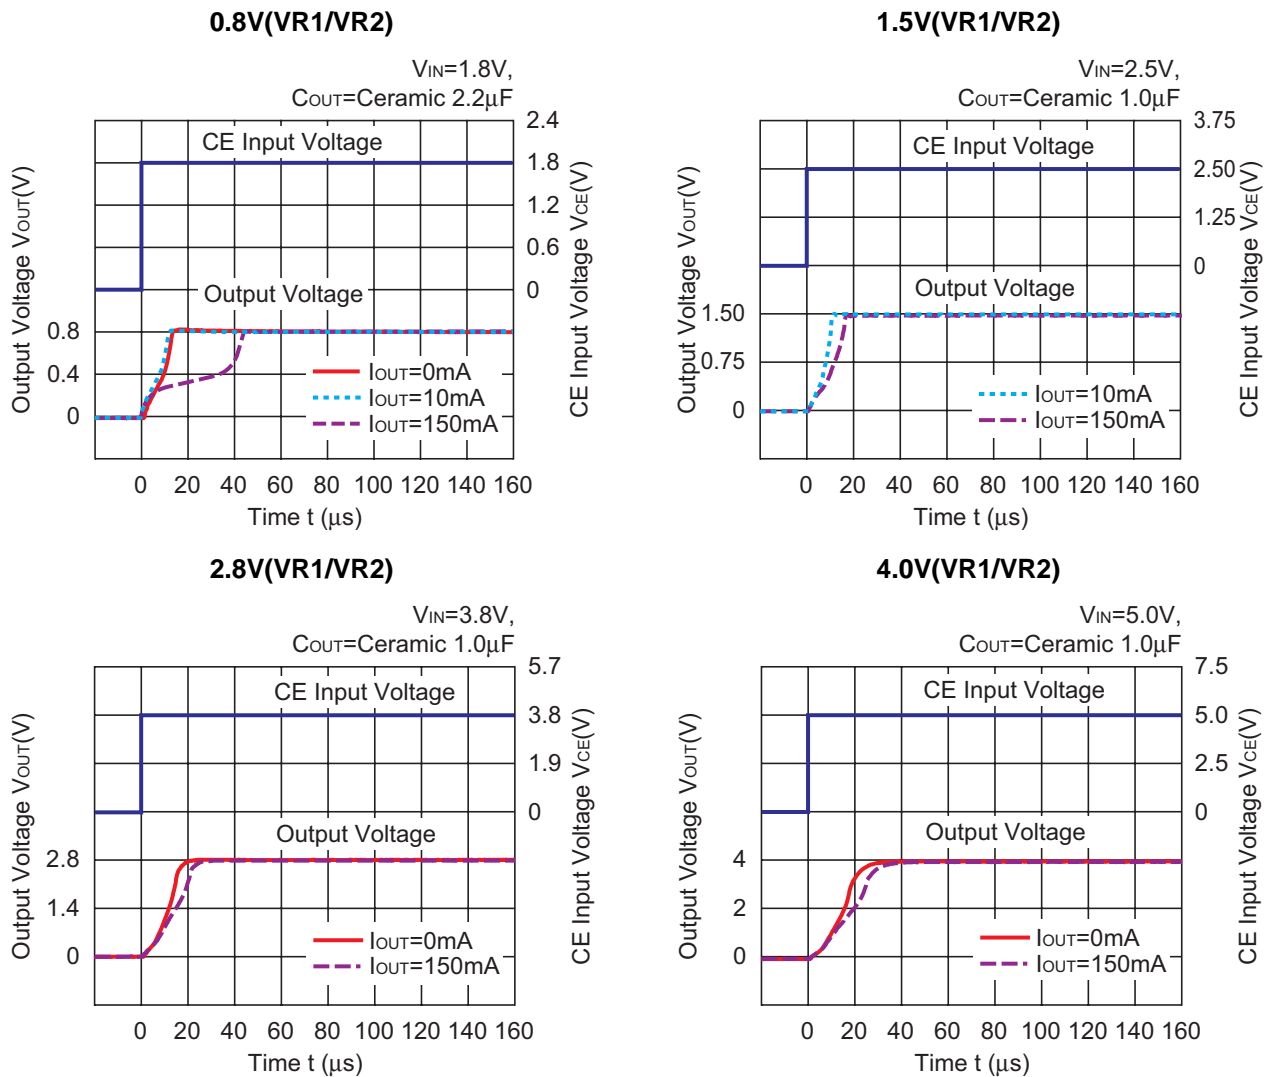 0.8V(VR1/VR2)
VIN=1.8V,
COUT=Ceramic 2.2μF
Output Voltage VOUT(V)
CE Input Voltage
Output Voltage
0.8
0.4
0
2.4
1.8
1.2
0.6
0
CE Input Voltage VCE(V)
IOUT=0mA
IOUT=10mA
IOUT=150mA
0 20 40 60 80 100 120 140 160
Time t (μs)
1.5V(VR1/VR2)
VIN=2.5V,
COUT=Ceramic 1.0μF
Output Voltage VOUT(V)
CE Input Voltage
Output Voltage
1.50
0.75
0
3.75
2.50
1.25
0
CE Input Voltage VCE(V)
IOUT=10mA
IOUT=150mA
0 20 40 60 80 100 120 140 160
Time t (μs)
2.8V(VR1/VR2)
VIN=3.8V,
COUT=Ceramic 1.0μF
Output Voltage VOUT(V)
CE Input Voltage
Output Voltage
2.8
1.4
0
5.7
3.8
1.9
0
CE Input Voltage VCE(V)
IOUT=0mA
IOUT=150mA
0 20 40 60 80 100 120 140 160
Time t (μs)
4.0V(VR1/VR2)
VIN=5.0V,
COUT=Ceramic 1.0μF
Output Voltage VOUT(V)
CE Input Voltage
Output Voltage
4
2
0
7.5
5.0
2.5
0
CE Input Voltage VCE(V)
IOUT=0mA
IOUT=150mA
0 20 40 60 80 100 120 140 160
Time t (μs)